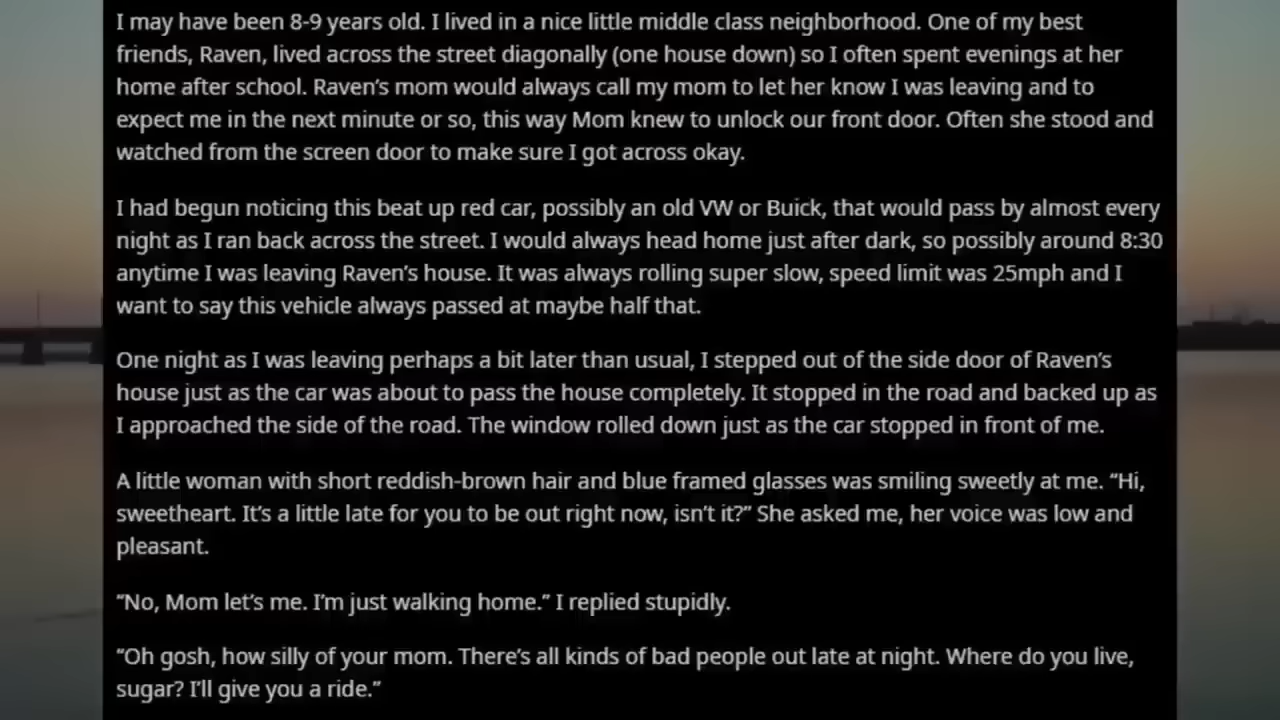 I may have been 8-9 years old. I lived in a nice little middle class neighborhood. One of my best
friends, Raven, lived across the street diagonally (one house down) so I often spent evenings at her
home after school. Raven’s mom would always call my mom to let her know I was leaving and to
expect me in the next minute or so, this way Mom knew to unlock our front door. Often she stood and
watched from the screen door to make sure I got across okay.
I had begun noticing this beat up red car, possibly an old VW or Buick, that would pass by almost every
night as I ran back across the street. I would always head home just after dark, so possibly around 8:30
anytime I was leaving Raven’s house. It was always rolling super slow, speed limit was 25mph and I
want to say this vehicle always passed at maybe half that.
One night as I was leaving perhaps a bit later than usual, I stepped out of the side door of Raven’s
house just as the car was about to pass the house completely. It stopped in the road and backed up as
I approached the side of the road. The window rolled down just as the car stopped in front of me.
A little woman with short reddish-brown hair and blue framed glasses was smiling sweetly at me. “Hi,
sweetheart. It’s a little late for you to be out right now, isn’t it?” She asked me, her voice was low and
pleasant.
“No, Mom let’s me. I’m just walking home.” I replied stupidly.
“Oh gosh, how silly of your mom. There’s all kinds of bad people out late at night. Where do you live,
sugar? I’ll give you a ride.”